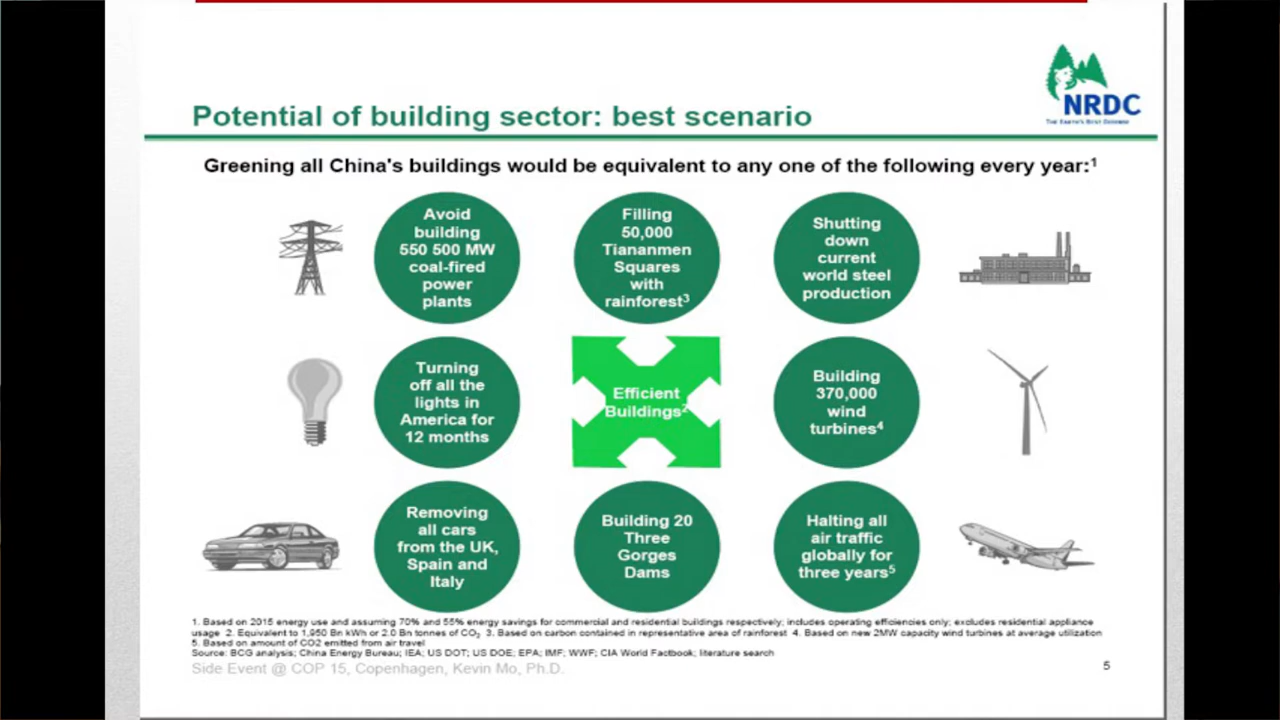 NRDC
THE EARTH'S BEST DEFENSE
Potential of building sector: best scenario
Greening all China's buildings would be equivalent to any one of the following every year:1
Avoid
building
550 500 MW
coal-fired
power
plants
Filling
50,000
Tiananmen
Squares
with
rainforest3
Shutting
down
current
world steel
production
Turning
off all the
lights in
America for
12 months
Efficient
Buildings2
Building
370,000
wind
turbines4
Removing
all cars
from the UK,
Spain and
Italy
Building 20
Three
Gorges
Dams
Halting all
air traffic
globally for
three years5
1. Based on 2015 energy use and assuming 70% and 55% energy savings for commercial and residential buildings respectively; includes operating efficiencies only; excludes residential appliance
usage 2. Equivalent to 1,950 Bn kWh or 2.0 Bn tonnes of CO2 3. Based on carbon contained in representative area of rainforest 4. Based on new 2MW capacity wind turbines at average utilization
5. Based on amount of CO2 emitted from air travel
Source: BCG analysis; China Energy Bureau; IEA; US DOT; US DOE; EPA; IMF; WWF; CIA World Factbook; literature search
Side Event @ COP 15, Copenhagen, Kevin Mo, Ph.D.
5